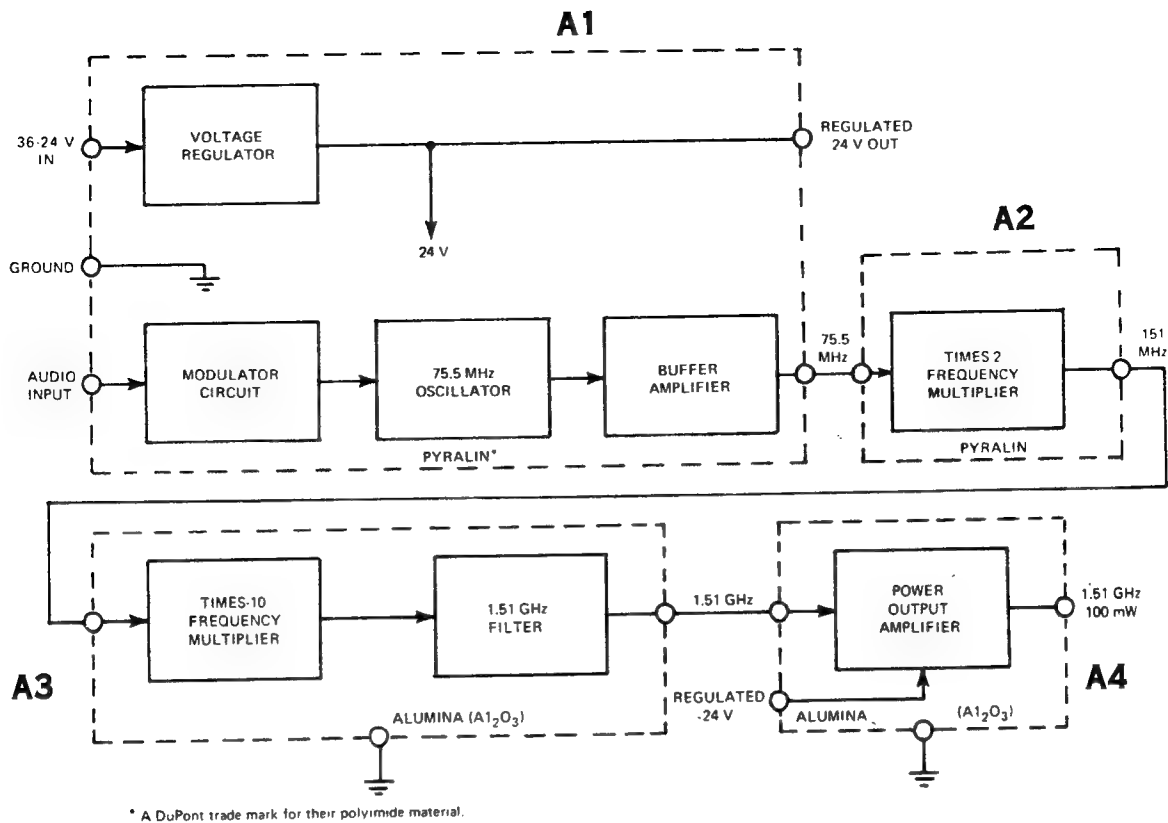 A1
36-24 V
IN
VOLTAGE
REGULATOR
REGULATED
24 V OUT
24 V
GROUND
AUDIO
INPUT
MODULATOR
CIRCUIT
75.5 MHz
OSCILLATOR
BUFFER
AMPLIFIER
PYRALIN*
75.5
MHz
A2
TIMES 2
FREQUENCY
MULTIPLIER
PYRALIN
151
MHz
A3
TIMES-10
FREQUENCY
MULTIPLIER
1.51 GHz
FILTER
ALUMINA (A1₂O₃)
1.51 GHz
REGULATED
-24 V
POWER
OUTPUT
AMPLIFIER
ALUMINA
(A1₂O₃)
1.51 GHz
100 mW
A4
* A DuPont trade mark for their polyimide material.